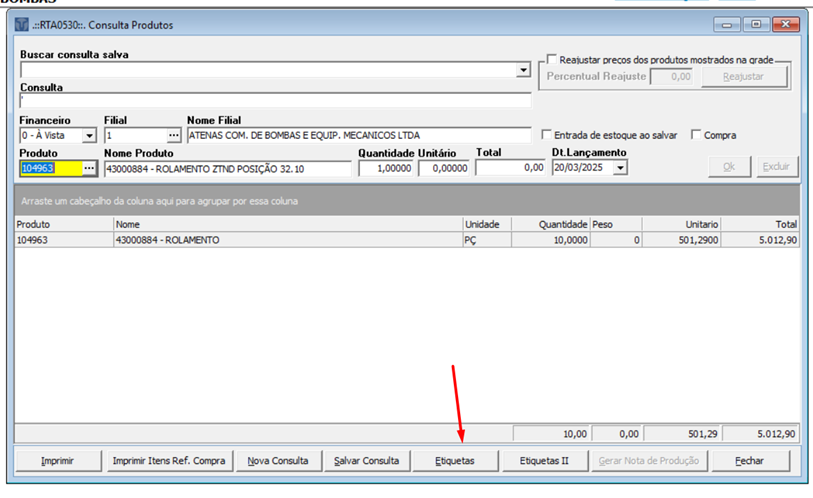 BOMBAS
.::RTA0530::. Consulta Produtos
Buscar consulta salva
Reajustar preços dos produtos mostrados na grade
Percentual Reajuste 0,00 Reajustar
Consulta
'
Financeiro Filial Nome Filial
0 - À Vista 1 ... ATENAS COM. DE BOMBAS E EQUIP. MECANICOS LTDA Entrada de estoque ao salvar Compra
Produto Nome Produto Quantidade Unitário Total Dt.Lançamento
104963 ... 43000884 - ROLAMENTO ZTND POSIÇÃO 32.10 1,00000 0,00000 0,00 20/03/2025 Ok Excluir
Arraste um cabeçalho da coluna aqui para agrupar por essa coluna
Produto Nome Unidade Quantidade Peso Unitario Total
104963 43000884 - ROLAMENTO PÇ 10,0000 0 501,2900 5.012,90
10,00 0,00 501,29 5.012,90
Imprimir Imprimir Itens Ref. Compra Nova Consulta Salvar Consulta Etiquetas Etiquetas II Gerar Nota de Produção Fechar